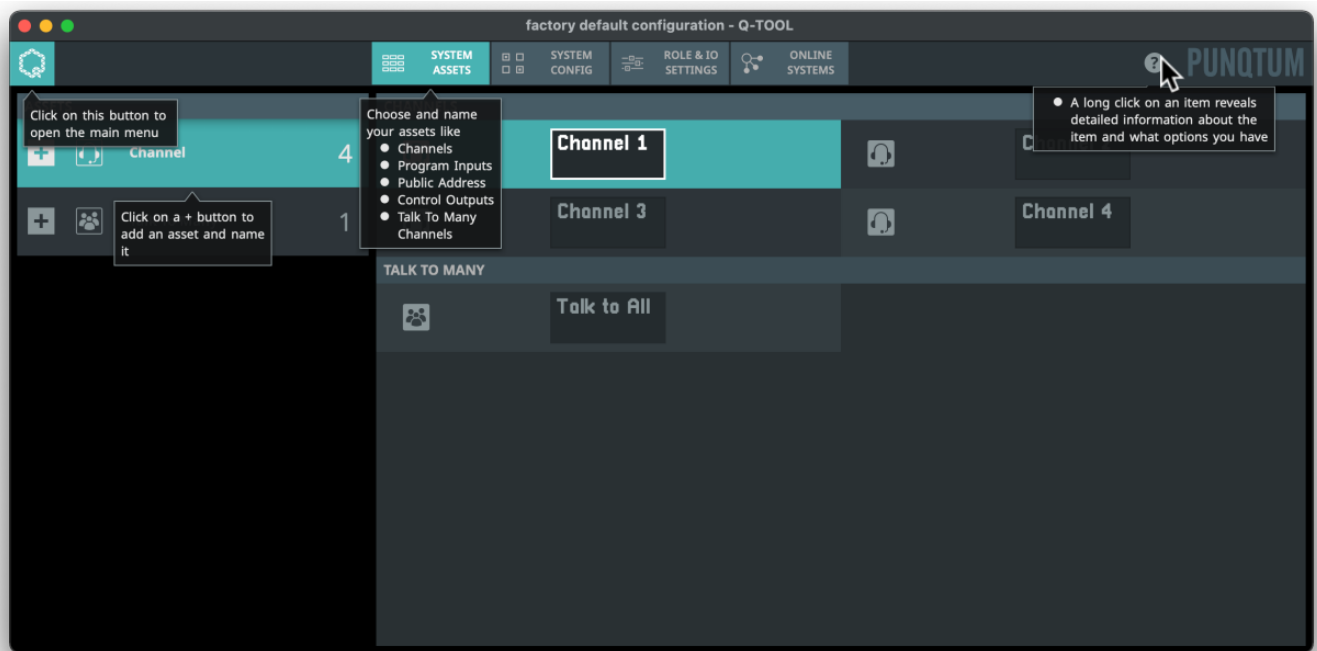 factory default configuration - Q-TOOL
SYSTEM
ASSETS
SYSTEM
CONFIG
ROLE & IO
SETTINGS
ONLINE
SYSTEMS
?
PUNQTUM
Click on this button to
open the main menu
Choose and name
your assets like
● Channels
● Program Inputs
● Public Address
● Control Outputs
● Talk To Many
Channels
● A long click on an item reveals
detailed information about the
item and what options you have
+
Channel
4
Channel 1
+
1
Click on a + button to
add an asset and name
it
Channel 3
Channel 4
TALK TO MANY
Talk to All